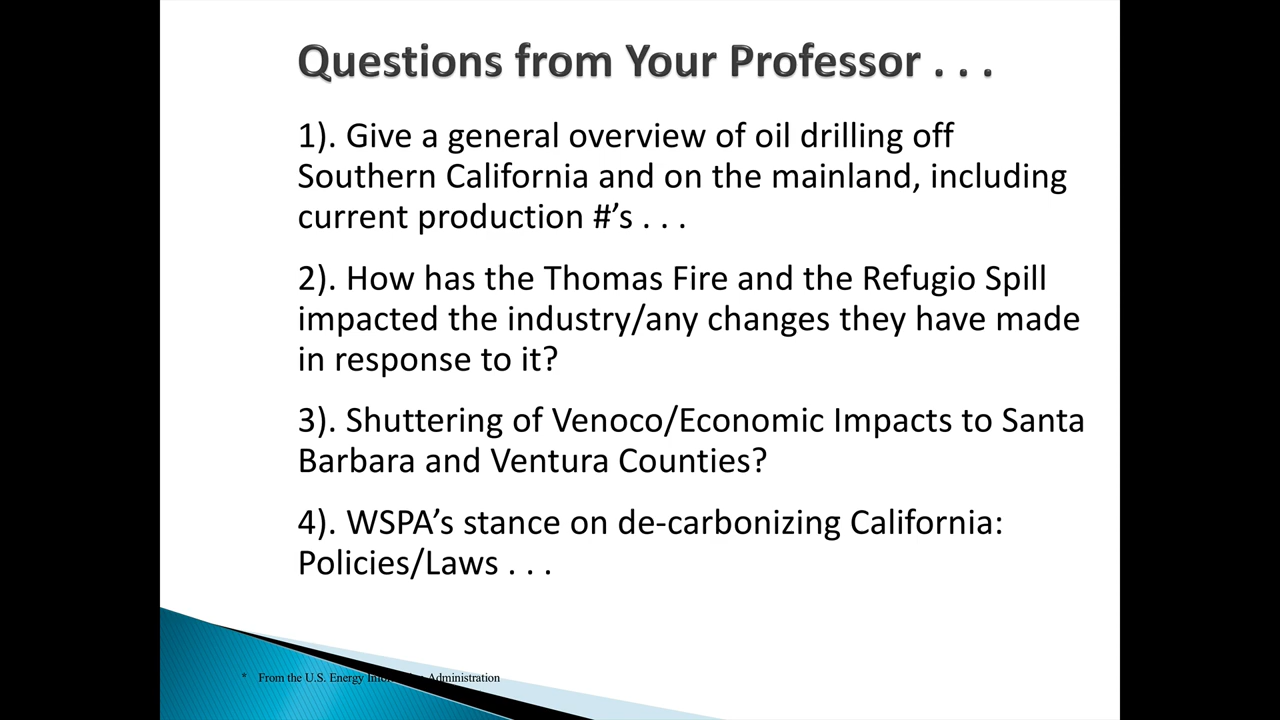 Questions from Your Professor . . .
1). Give a general overview of oil drilling off
Southern California and on the mainland, including
current production #’s . . .
2). How has the Thomas Fire and the Refugio Spill
impacted the industry/any changes they have made
in response to it?
3). Shuttering of Venoco/Economic Impacts to Santa
Barbara and Ventura Counties?
4). WSPA’s stance on de-carbonizing California:
Policies/Laws . . .
* From the U.S. Energy Information Administration